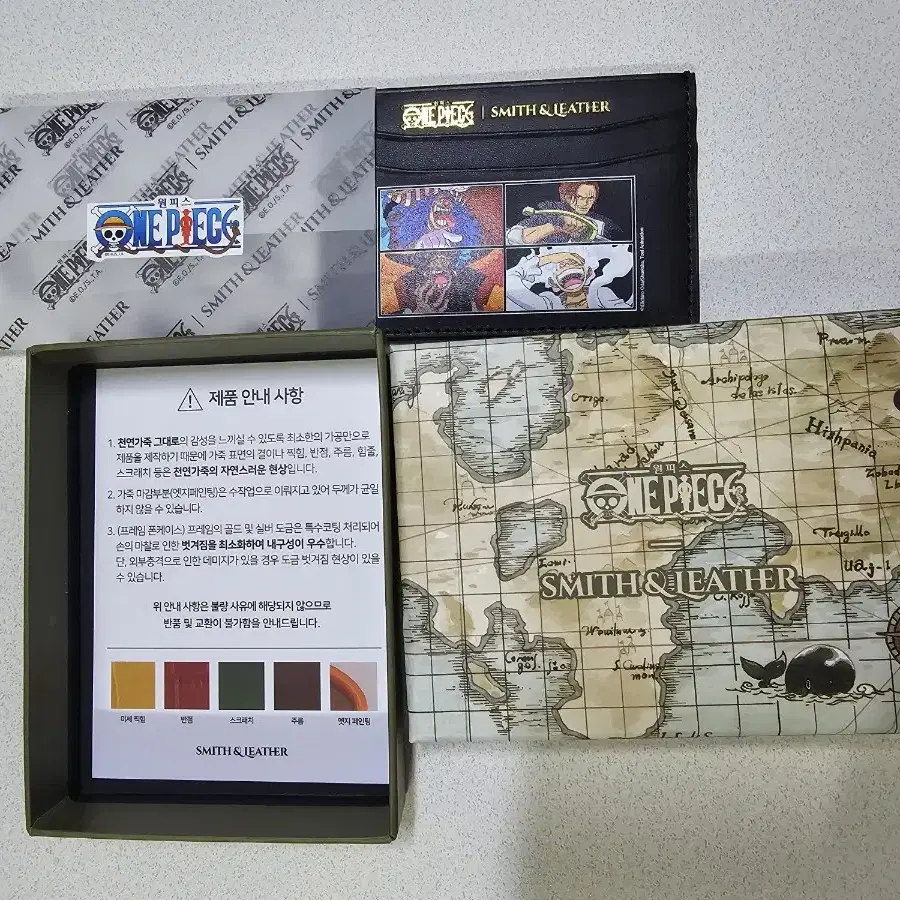 원피스
ONE PIECE
SMITH & LEATHER
©E.O./S.T.A.
원피스
ONE PIECE
ONE PIECE | SMITH & LEATHER
제품 안내 사항
1. 천연가죽 그대로의 감성을 느끼실 수 있도록 최소한의 가공만으로
제품을 제작하기 때문에 가죽 표면의 결이나 찍힘, 반점, 주름, 힘줄,
스크래치 등은 천연가죽의 자연스러운 현상입니다.
2. 가죽 마감부분(엣지페인팅)은 수작업으로 이뤄지고 있어 두께가 균일
하지 않을 수 있습니다.
3. (프레임 폰케이스) 프레임의 골드 및 실버 도금은 특수코팅 처리되어
손의 마찰로 인한 벗겨짐을 최소화하며 내구성이 우수합니다.
단, 외부충격으로 인한 데미지가 있을 경우 도금 벗겨짐 현상이 있을
수 있습니다.
위 안내 사항은 불량 사유에 해당되지 않으므로
반품 및 교환이 불가함을 안내드립니다.
미세 찍힘 반점 스크래치 주름 엣지 페인팅
SMITH & LEATHER
Archipelago
de las islas.
Hishpania
원피스
ONE PIECE
SMITH & LEATHER